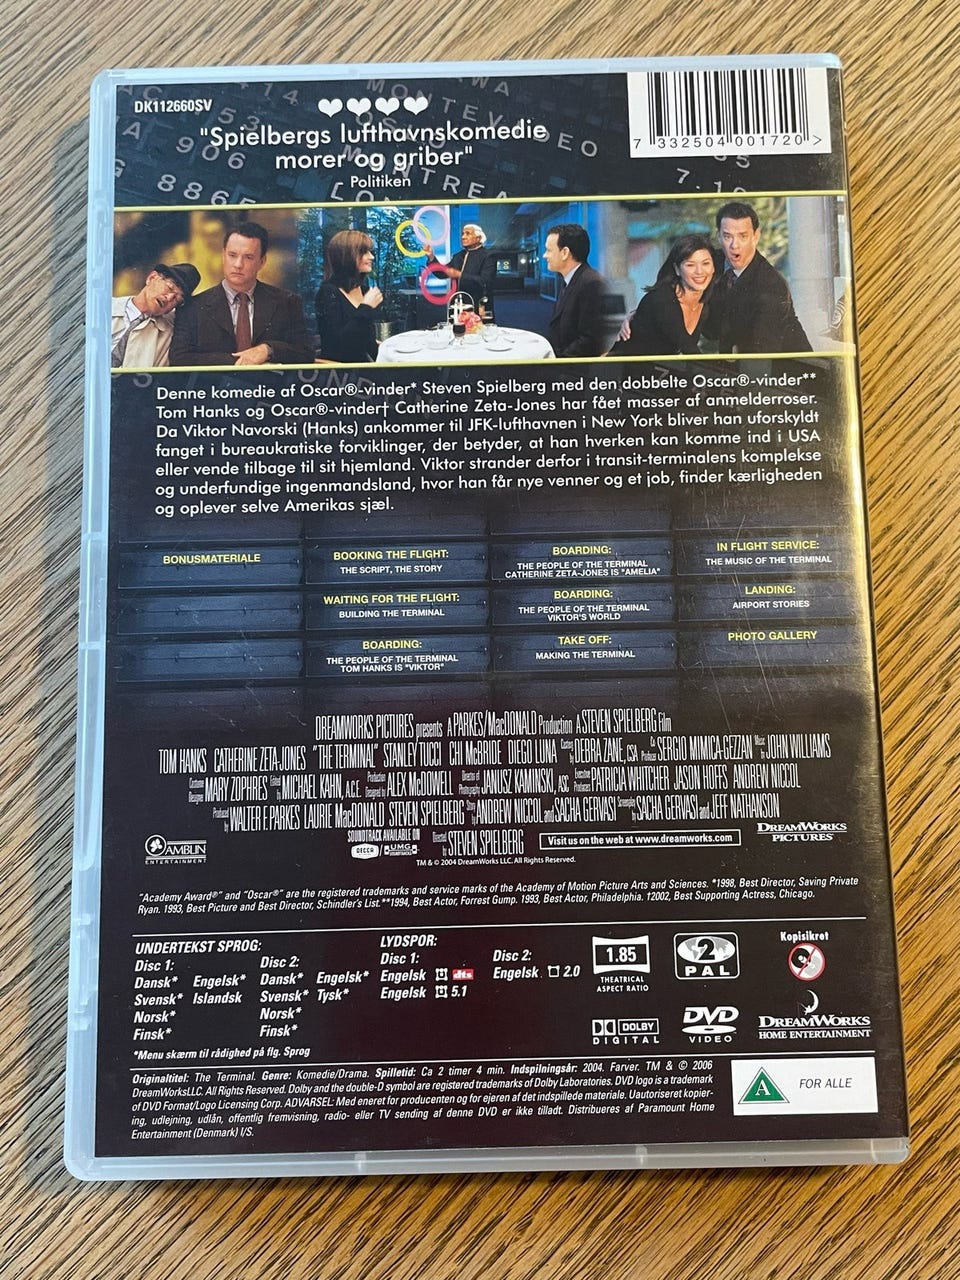 DK112660SV
"Spielbergs lufthavnskomedie
morer og griber"
Politiken
7 332504 001720 >
MONTEVIDEO
906
886
Denne komedie af Oscar®-vinder* Steven Spielberg med den dobbelte Oscar®-vinder**
Tom Hanks og Oscar®-vinder† Catherine Zeta-Jones har fået masser af anmelderroser.
Da Viktor Navorski (Hanks) ankommer til JFK-lufthavnen i New York bliver han uforskyldt
fanget i bureaukratiske forviklinger, der betyder, at han hverken kan komme ind i USA
eller vende tilbage til sit hjemland. Viktor strander derfor i transit-terminalens komplekse
og underfundige ingenmandsland, hvor han får nye venner og et job, finder kærligheden
og oplever selve Amerikas sjæl.
BONUSMATERIALE
BOOKING THE FLIGHT:
THE SCRIPT, THE STORY
BOARDING:
THE PEOPLE OF THE TERMINAL
CATHERINE ZETA-JONES IS "AMELIA"
IN FLIGHT SERVICE:
THE MUSIC OF THE TERMINAL
WAITING FOR THE FLIGHT:
BUILDING THE TERMINAL
BOARDING:
THE PEOPLE OF THE TERMINAL
VIKTOR'S WORLD
LANDING:
AIRPORT STORIES
BOARDING:
THE PEOPLE OF THE TERMINAL
TOM HANKS IS "VIKTOR"
TAKE OFF:
MAKING THE TERMINAL
PHOTO GALLERY
DREAMWORKS PICTURES presents A PARKES/MacDONALD Production A STEVEN SPIELBERG Film
TOM HANKS CATHERINE ZETA-JONES "THE TERMINAL" STANLEY TUCCI CHI McBRIDE DIEGO LUNA Casting by DEBRA ZANE, CSA Co Producer SERGIO MIMICA-GEZZAN Music by JOHN WILLIAMS
Costume Designer MARY ZOPHRES Edited by MICHAEL KAHN, A.C.E. Production Designed by ALEX McDOWELL Director of Photography JANUSZ KAMINSKI, ASC Executive Producers PATRICIA WHITCHER JASON HOFFS ANDREW NICCOL
Produced by WALTER F. PARKES LAURIE MacDONALD STEVEN SPIELBERG Story by ANDREW NICCOL and SACHA GERVASI Screenplay by SACHA GERVASI and JEFF NATHANSON
SOUNDTRACK AVAILABLE ON DECCA UMG Directed by STEVEN SPIELBERG
Visit us on the web at www.dreamworks.com
DREAMWORKS
PICTURES
AMBLIN
ENTERTAINMENT
TM & © 2004 DreamWorks LLC. All Rights Reserved.
"Academy Award®" and "Oscar®" are the registered trademarks and service marks of the Academy of Motion Picture Arts and Sciences. *1998, Best Director, Saving Private
Ryan. 1993, Best Picture and Best Director, Schindler's List.**1994, Best Actor, Forrest Gump. 1993, Best Actor, Philadelphia. †2002, Best Supporting Actress, Chicago.
UNDERTEKST SPROG:
Disc 1:
Dansk* Engelsk*
Svensk* Islandsk
Norsk*
Finsk*
Disc 2:
Dansk* Engelsk*
Svensk* Tysk*
Norsk*
Finsk*
*Menu skærm til rådighed på flg. Sprog
LYDSPOR:
Disc 1:
Engelsk dts
Engelsk 5.1
Disc 2:
Engelsk 2.0
1.85
THEATRICAL
ASPECT RATIO
2
PAL
Kopisikret
DOLBY
DIGITAL
DVD
VIDEO
DREAMWORKS
HOME ENTERTAINMENT
Originaltitel: The Terminal. Genre: Komedie/Drama. Spilletid: Ca 2 timer 4 min. Indspilningsår: 2004. Farver. TM & © 2006
DreamWorksLLC. All Rights Reserved. Dolby and the double-D symbol are registered trademarks of Dolby Laboratories. DVD logo is a trademark
of DVD Format/Logo Licensing Corp. ADVARSEL: Med eneret for producenten og for ejeren af det indspillede materiale. Uautoriseret kopier-
ing, udlejning, udlån, offentlig fremvisning, radio- eller TV sending af denne DVD er ikke tilladt. Distribueres af Paramount Home
Entertainment (Denmark) I/S.
A
FOR ALLE